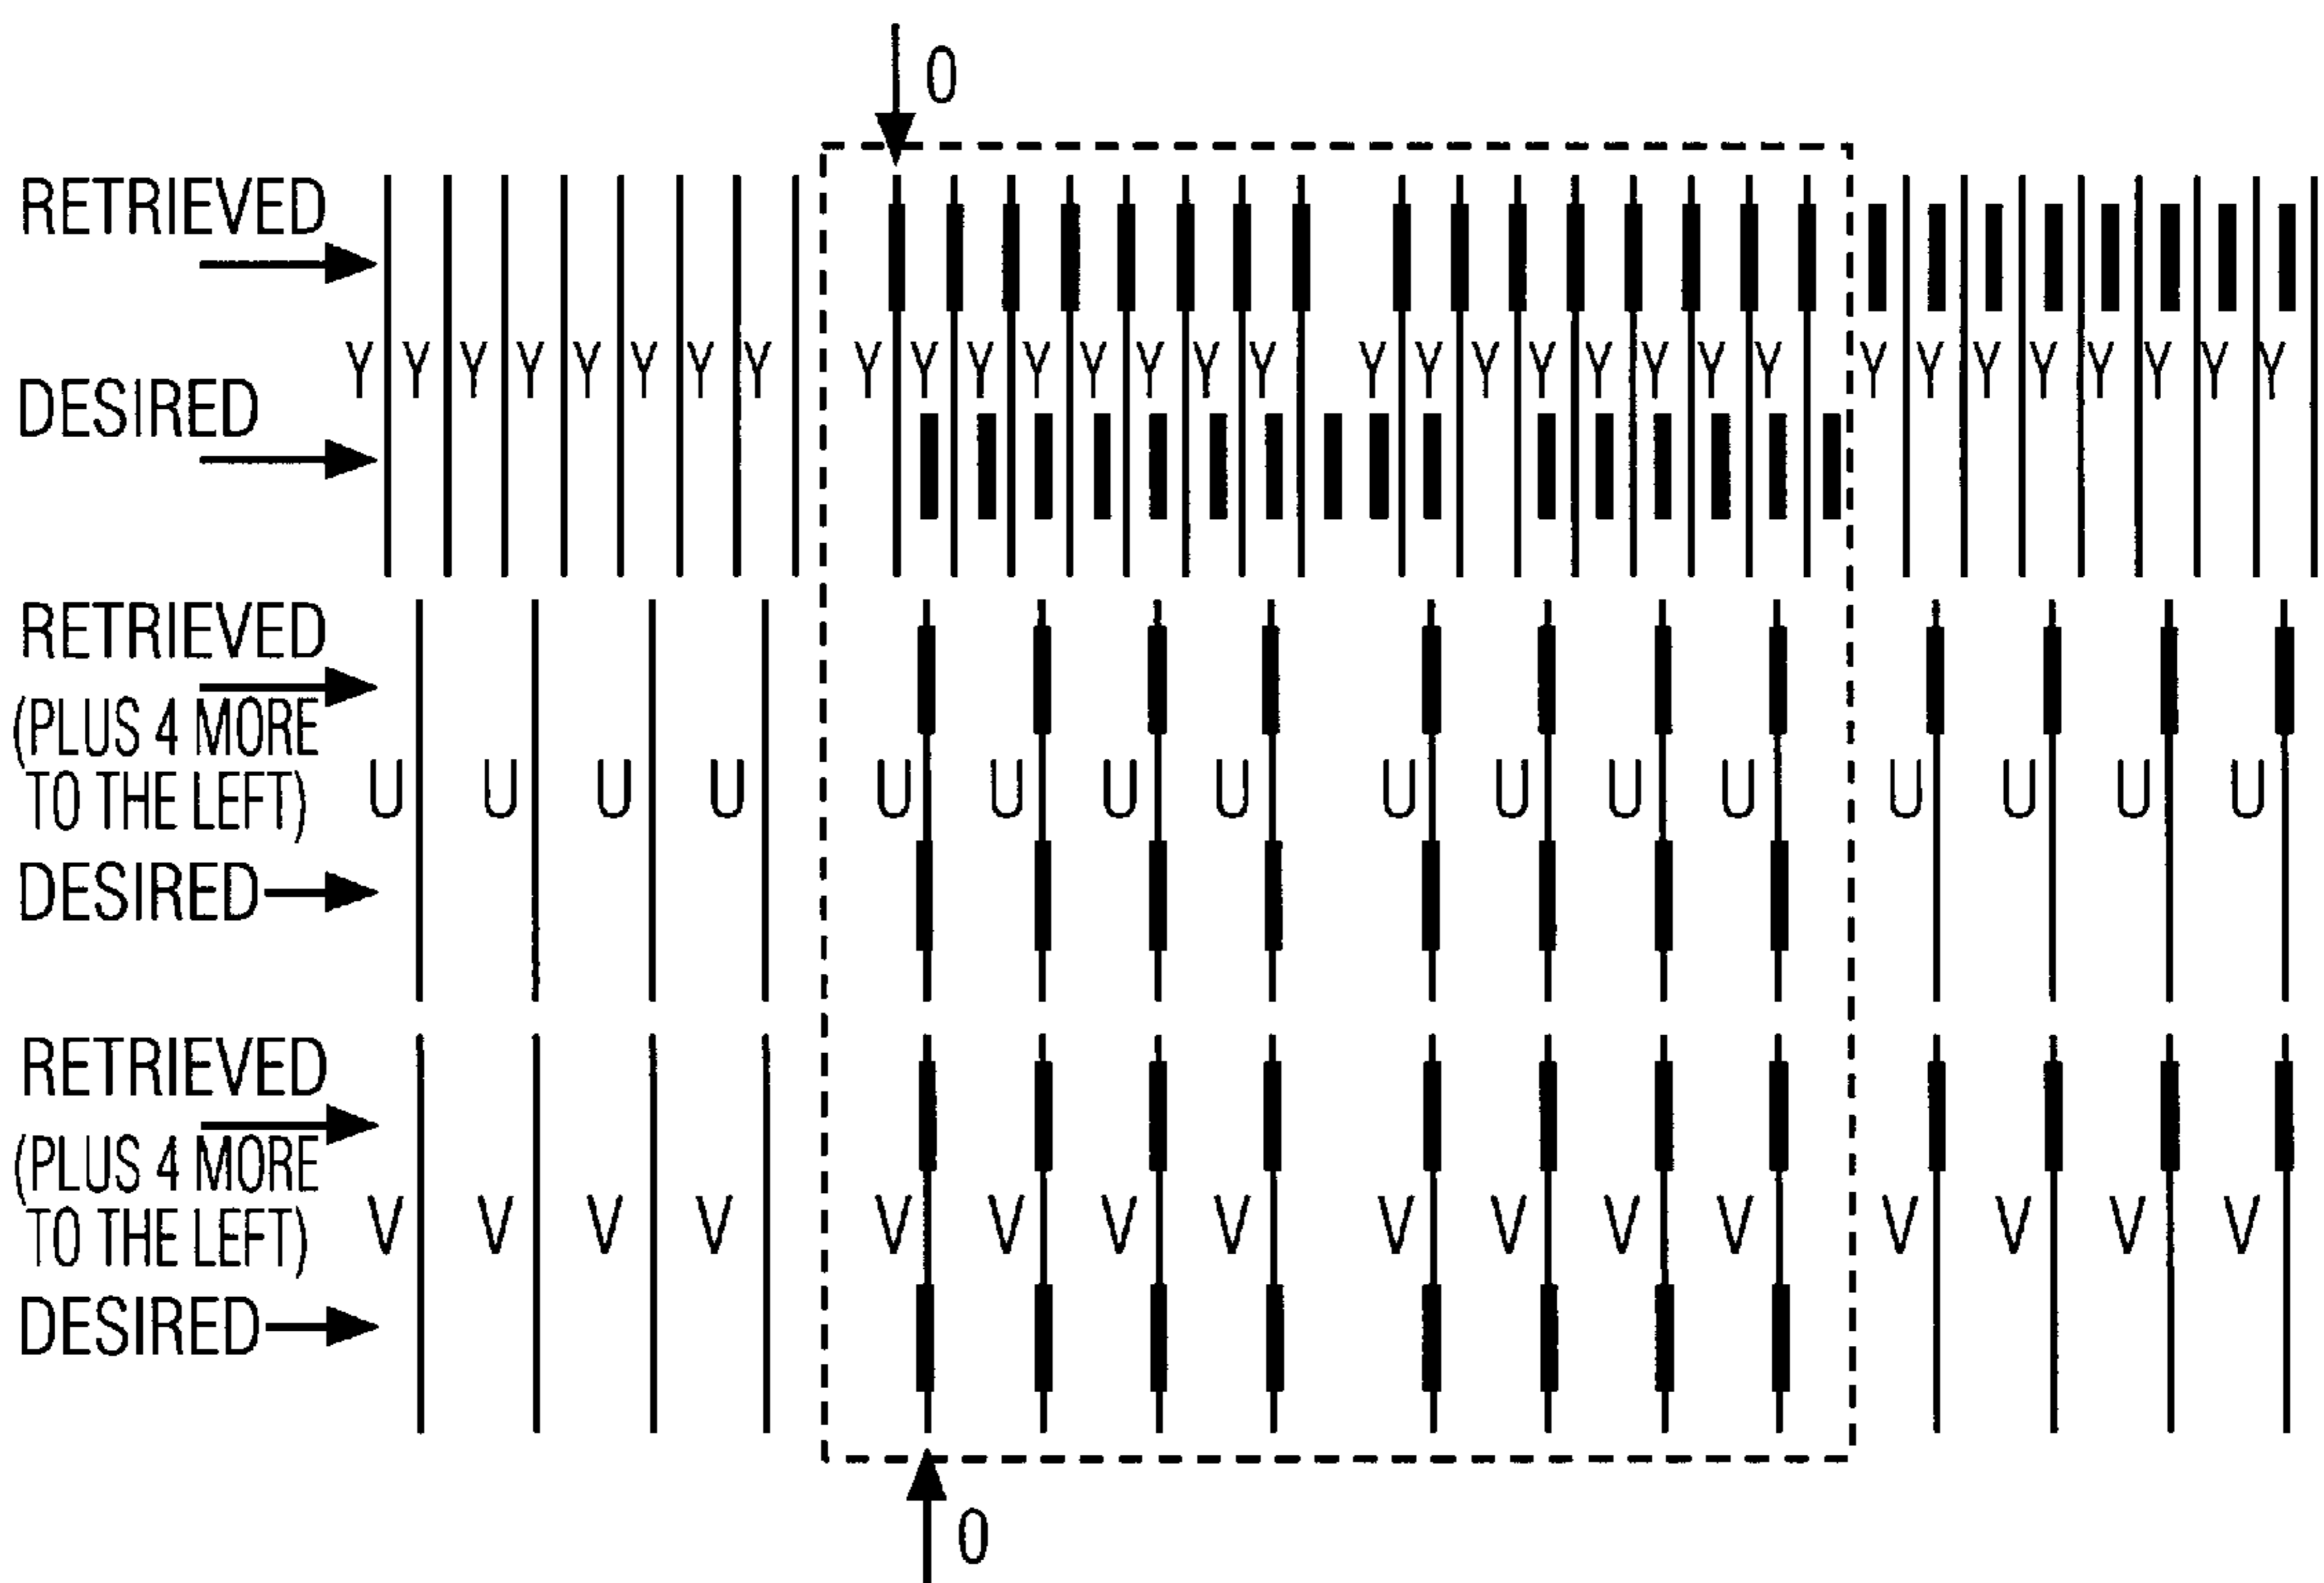 0
RETRIEVED
Y Y Y Y Y Y Y Y Y Y Y Y Y Y Y Y Y Y Y Y Y Y Y Y Y Y Y Y Y Y Y Y
DESIRED
RETRIEVED
(PLUS 4 MORE
TO THE LEFT)
U U U U U U U U U U U U U U U U
DESIRED
RETRIEVED
(PLUS 4 MORE
TO THE LEFT)
V V V V V V V V V V V V V V V V
DESIRED
0